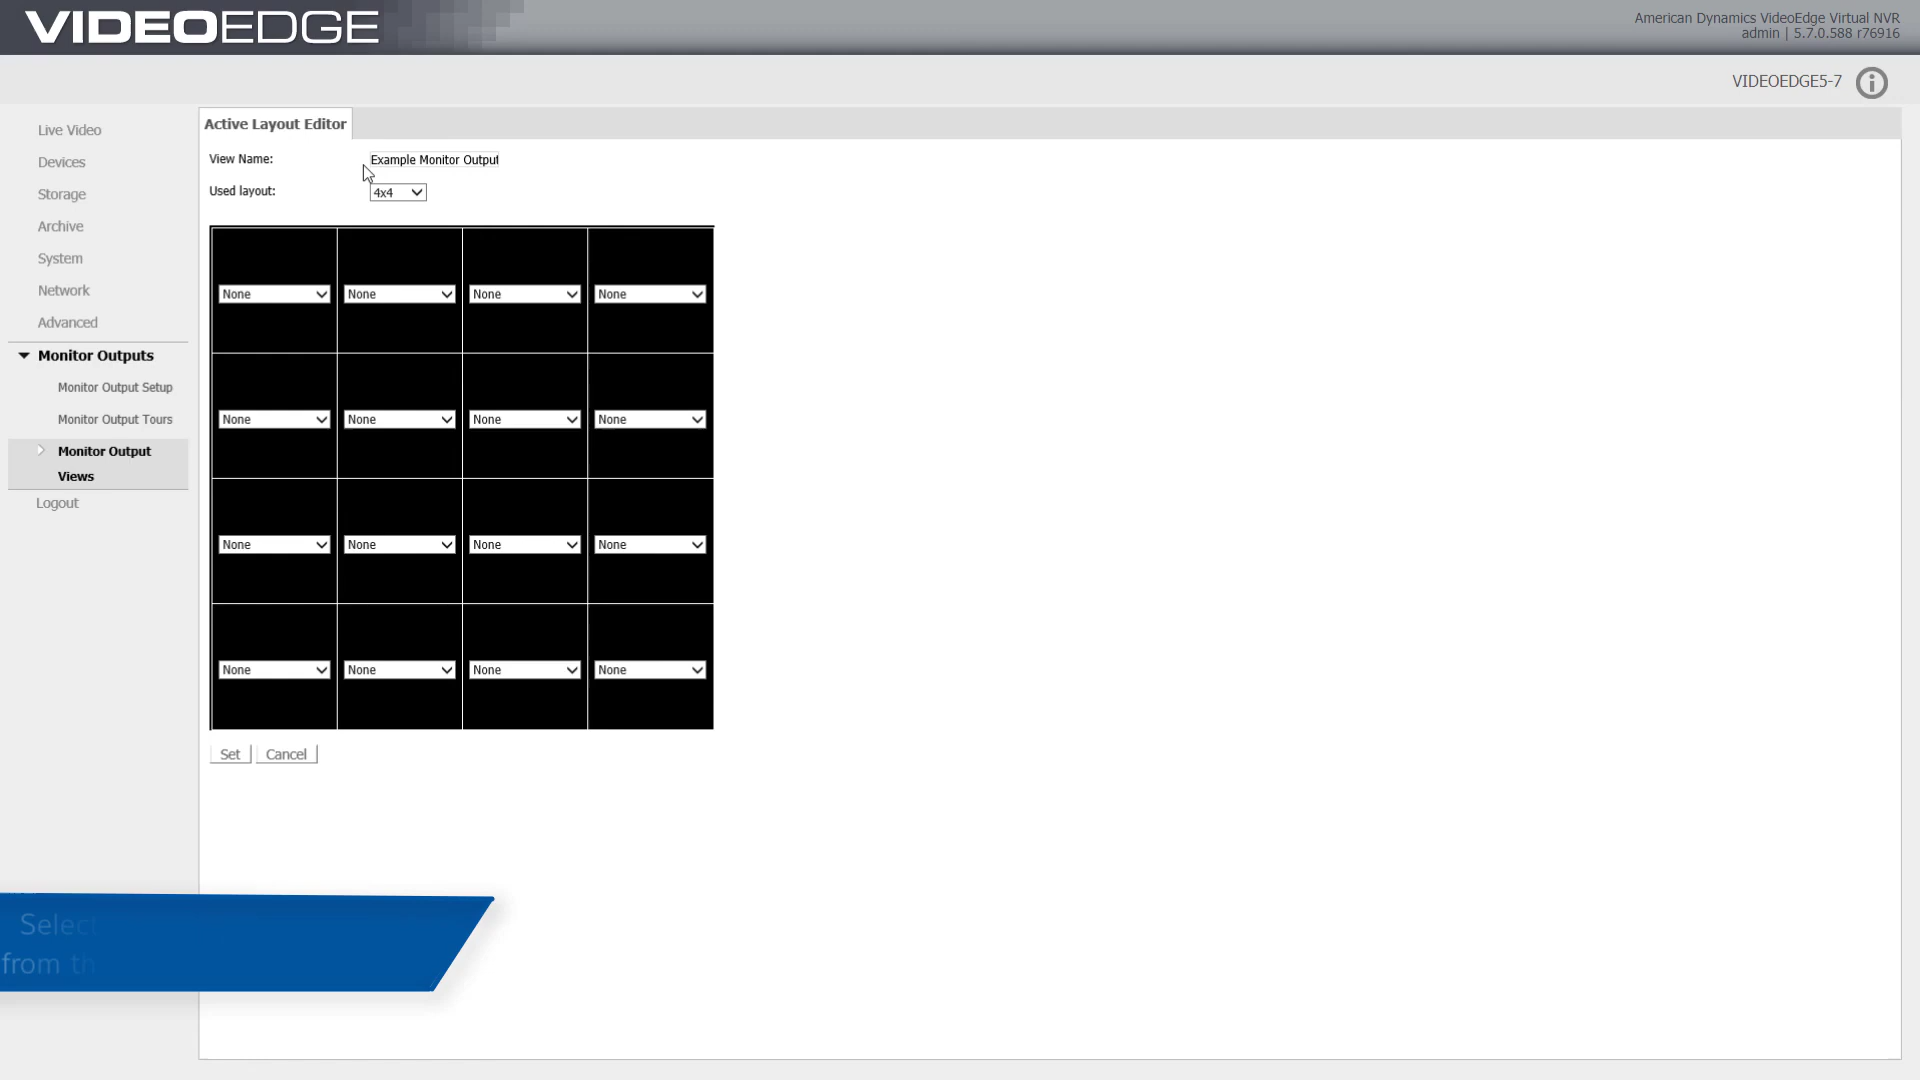 VIDEOEDGE
American Dynamics VideoEdge Virtual NVR
admin | 5.7.0.588 r76916
VIDEOEDGE5-7
Live Video
Devices
Storage
Archive
System
Network
Advanced
Monitor Outputs
Monitor Output Setup
Monitor Output Tours
Monitor Output
Views
Logout
Active Layout Editor
View Name: Example Monitor Output
Used layout: 4x4
None None None None
None None None None
None None None None
None None None None
Set Cancel
Select
from